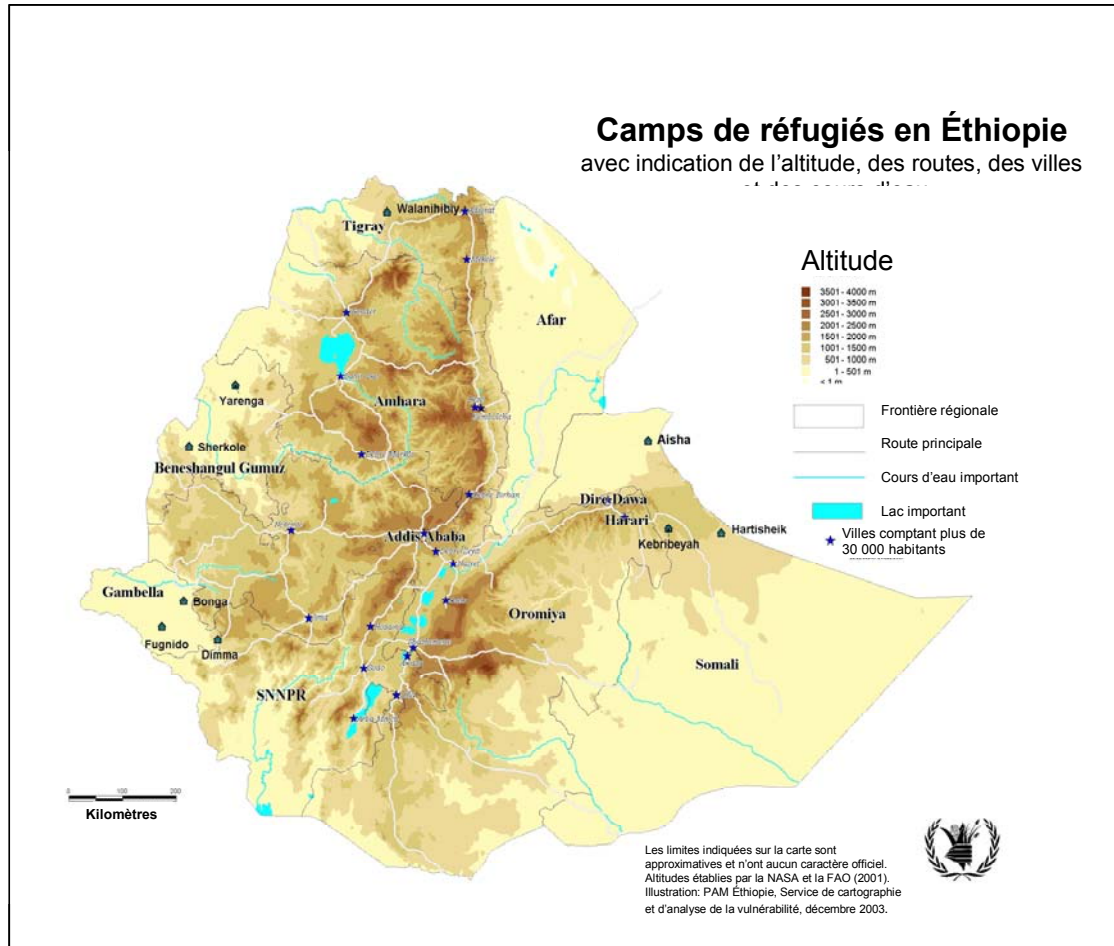 Camps de réfugiés en Éthiopie
avec indication de l'altitude, des routes, des villes
et des cours d'eau
Walanihibiy
Tigray
Afar
Amhara
Yarenga
Sherkole
Beneshangul Gumuz
Aisha
Dire Dawa
Harari
Hartisheik
Kebribeyah
Addis Ababa
Gambella
Bonga
Fugnido
Dimma
Oromiya
Somali
SNNPR
Altitude
3501 - 4000 m
3001 - 3500 m
2501 - 3000 m
2001 - 2500 m
1501 - 2000 m
1001 - 1500 m
501 - 1000 m
1 - 501 m
< 1 m
Frontière régionale
Route principale
Cours d'eau important
Lac important
Villes comptant plus de
30 000 habitants
0 100 200
Kilomètres
Les limites indiquées sur la carte sont
approximatives et n'ont aucun caractère officiel.
Altitudes établies par la NASA et la FAO (2001).
Illustration: PAM Éthiopie, Service de cartographie
et d'analyse de la vulnérabilité, décembre 2003.